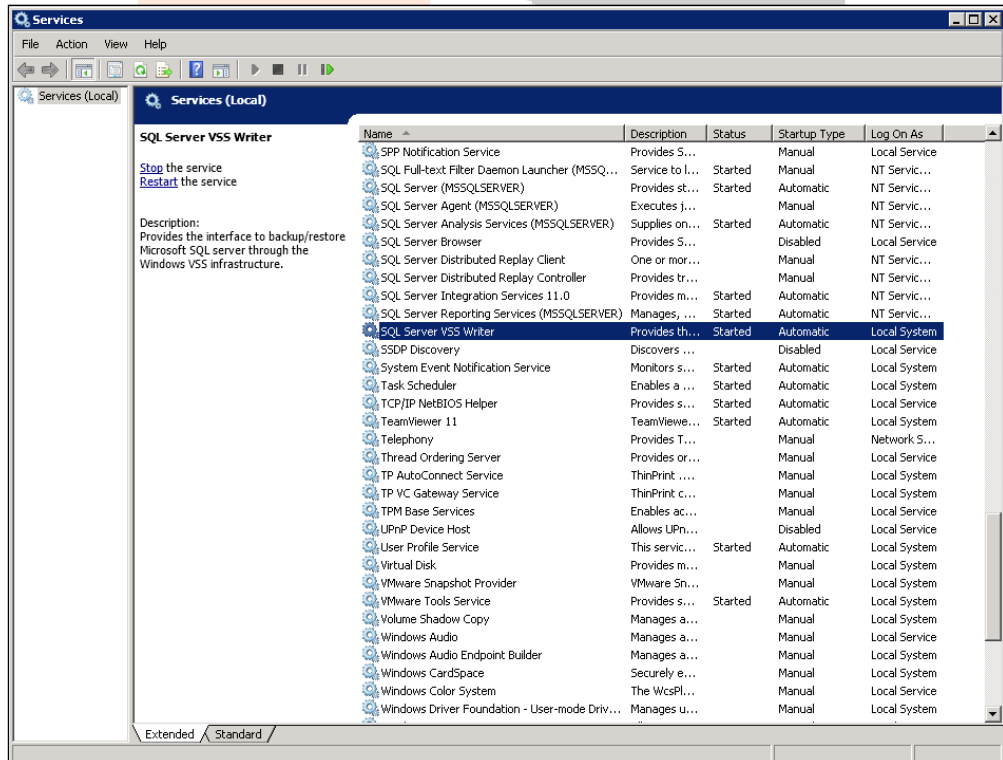 Services
File Action View Help
Services (Local)
Services (Local)
SQL Server VSS Writer
Stop the service
Restart the service
Description:
Provides the interface to backup/restore
Microsoft SQL server through the
Windows VSS infrastructure.
Name Description Status Startup Type Log On As
SPP Notification Service Provides S... Manual Local Service
SQL Full-text Filter Daemon Launcher (MSSQ... Service to l... Started Manual NT Servic...
SQL Server (MSSQLSERVER) Provides st... Started Automatic NT Servic...
SQL Server Agent (MSSQLSERVER) Executes j... Manual NT Servic...
SQL Server Analysis Services (MSSQLSERVER) Supplies on... Started Automatic NT Servic...
SQL Server Browser Provides S... Disabled Local Service
SQL Server Distributed Replay Client One or mor... Manual NT Servic...
SQL Server Distributed Replay Controller Provides tr... Manual NT Servic...
SQL Server Integration Services 11.0 Provides m... Started Automatic NT Servic...
SQL Server Reporting Services (MSSQLSERVER) Manages, ... Started Automatic NT Servic...
SQL Server VSS Writer Provides th... Started Automatic Local System
SSDP Discovery Discovers ... Disabled Local Service
System Event Notification Service Monitors s... Started Automatic Local System
Task Scheduler Enables a ... Started Automatic Local System
TCP/IP NetBIOS Helper Provides s... Started Automatic Local Service
TeamViewer 11 TeamViewe... Started Automatic Local System
Telephony Provides T... Manual Network S...
Thread Ordering Server Provides or... Manual Local Service
TP AutoConnect Service ThinPrint .... Manual Local System
TP VC Gateway Service ThinPrint c... Manual Local System
TPM Base Services Enables ac... Manual Local Service
UPnP Device Host Allows UPn... Disabled Local Service
User Profile Service This servic... Started Automatic Local System
Virtual Disk Provides m... Manual Local System
VMware Snapshot Provider VMware Sn... Manual Local System
VMware Tools Service Provides s... Started Automatic Local System
Volume Shadow Copy Manages a... Manual Local System
Windows Audio Manages a... Manual Local Service
Windows Audio Endpoint Builder Manages a... Manual Local System
Windows CardSpace Securely e... Manual Local System
Windows Color System The WcsPl... Manual Local Service
Windows Driver Foundation - User-mode Driv... Manages u... Manual Local System
Extended Standard